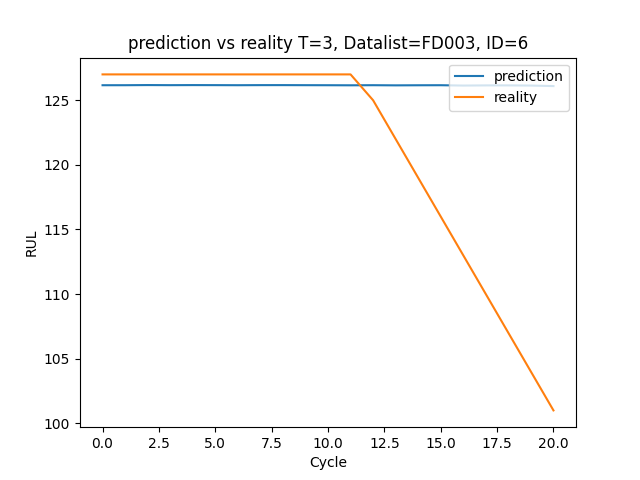 prediction vs reality T=3, Datalist=FD003, ID=6
prediction
reality
125
120
115
110
105
100
RUL
0.0 2.5 5.0 7.5 10.0 12.5 15.0 17.5 20.0
Cycle